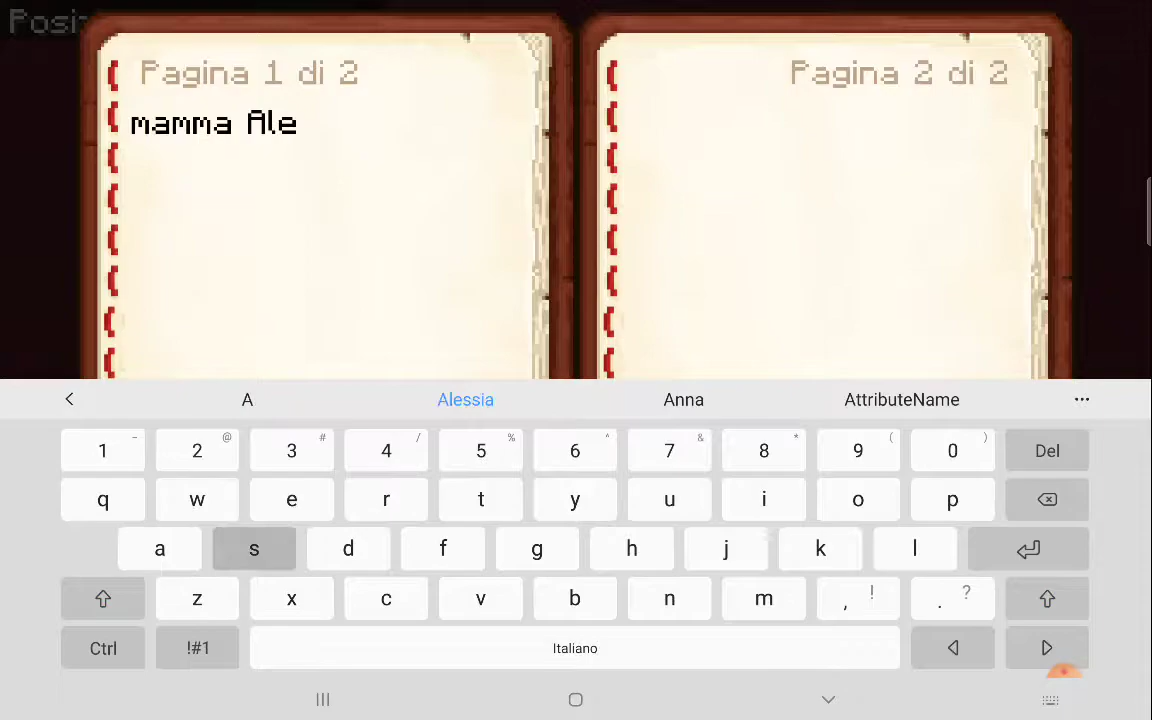 Posi
Pagina 1 di 2
Pagina 2 di 2
mamma Ale
A Alessia Anna AttributeName
1 - 2 @ 3 # 4 / 5 % 6 ^ 7 & 8 * 9 ( 0 ) Del
q w e r t y u i o p
a s d f g h j k l
z x c v b n m , ! . ?
Ctrl !#1 Italiano